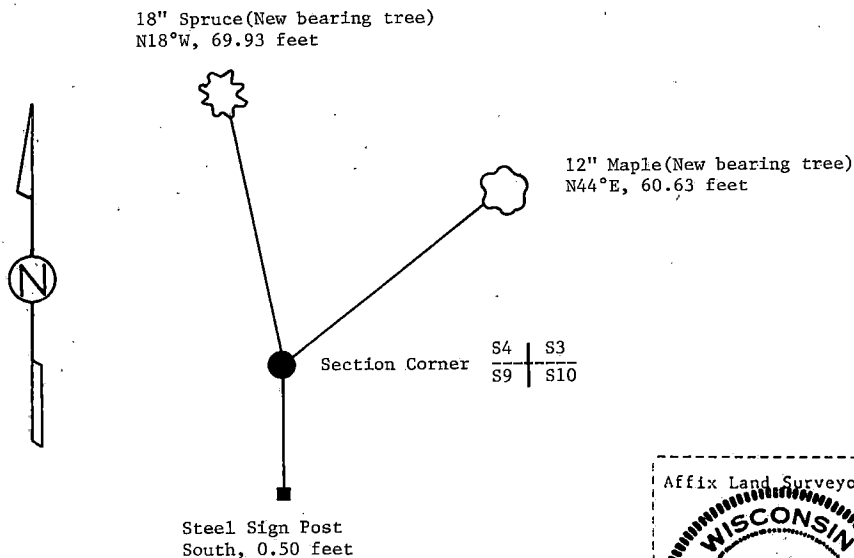 18" Spruce(New bearing tree)
N18°W, 69.93 feet
12" Maple(New bearing tree)
N44°E, 60.63 feet
N
Section Corner
S4 S3
S9 S10
Affix Land
WISCONSIN
Steel Sign Post
South, 0.50 feet